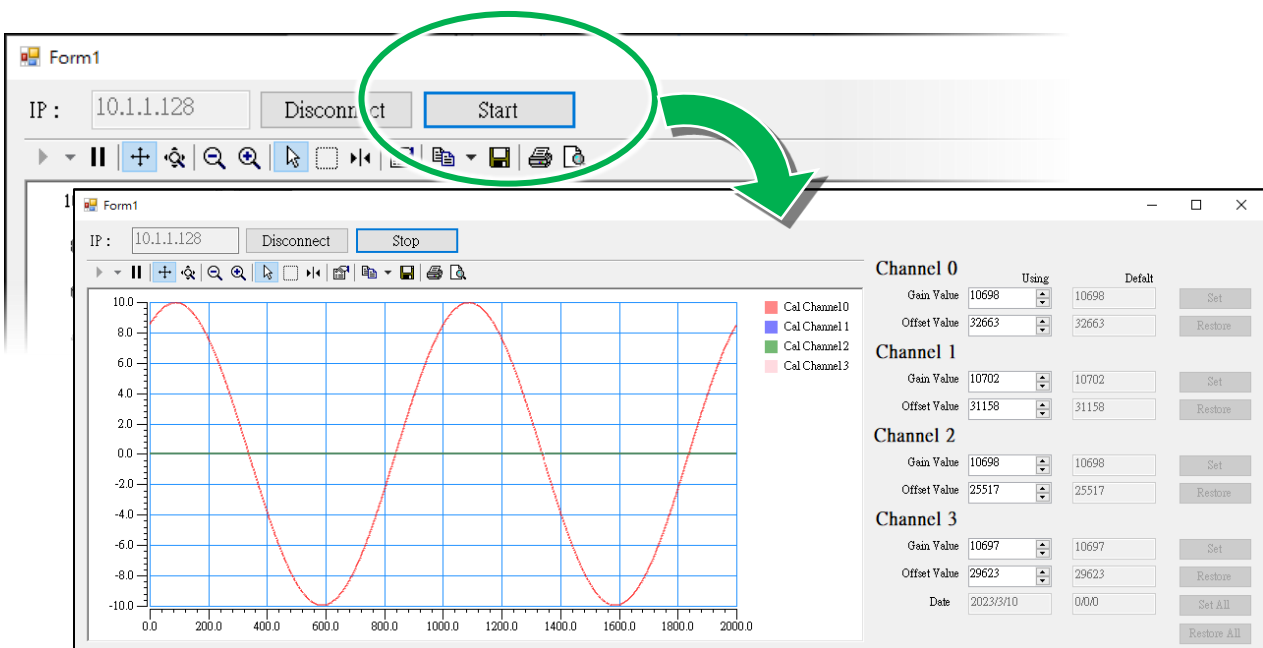 Form1
IP : 10.1.1.128 Disconnect Start
Form1
IP : 10.1.1.128 Disconnect Stop
10.0
8.0
6.0
4.0
2.0
0.0
-2.0
-4.0
-6.0
-8.0
-10.0
0.0 200.0 400.0 600.0 800.0 1000.0 1200.0 1400.0 1600.0 1800.0 2000.0
Cal Channel0
Cal Channel1
Cal Channel2
Cal Channel3
Channel 0
Using Defalt
Gain Value 10698 10698 Set
Offset Value 32663 32663 Restore
Channel 1
Gain Value 10702 10702 Set
Offset Value 31158 31158 Restore
Channel 2
Gain Value 10698 10698 Set
Offset Value 25517 25517 Restore
Channel 3
Gain Value 10697 10697 Set
Offset Value 29623 29623 Restore
Date 2023/3/10 0/0/0 Set All
Restore All